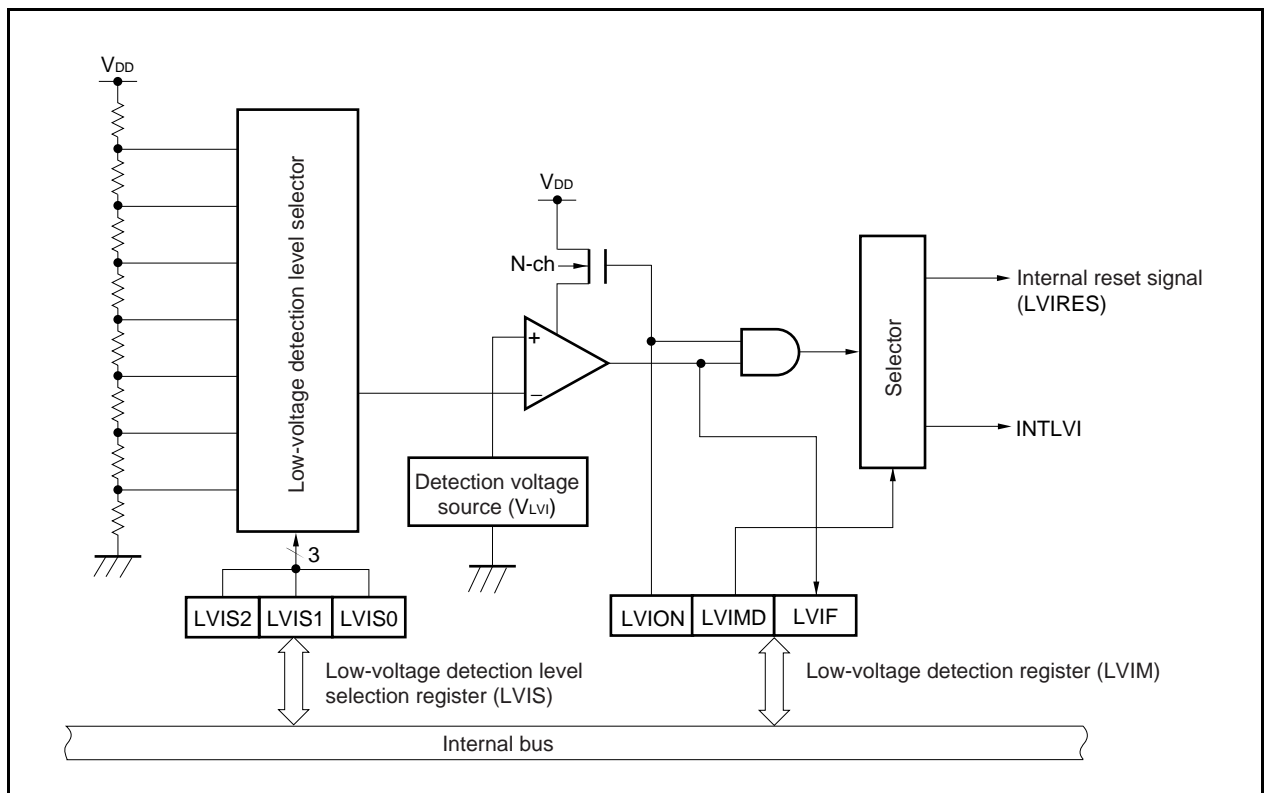 VDD
Low-voltage detection level selector
VDD
N-ch
+
−
Detection voltage
source (VLVI)
Selector
Internal reset signal
(LVIRES)
INTLVI
3
LVIS2 LVIS1 LVIS0
LVION LVIMD LVIF
Low-voltage detection level
selection register (LVIS)
Low-voltage detection register (LVIM)
Internal bus